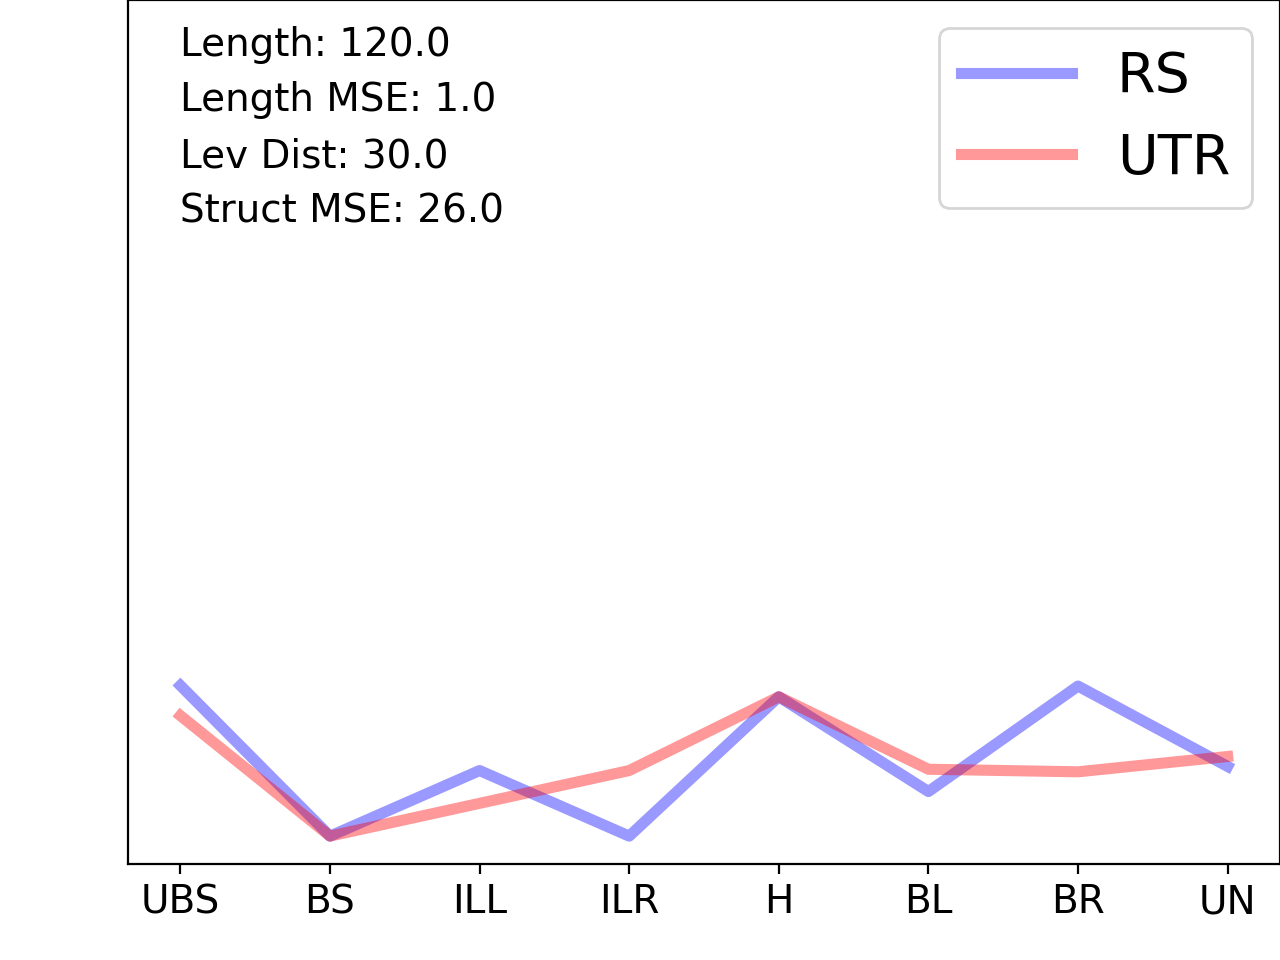 Length: 120.0
Length MSE: 1.0
Lev Dist: 30.0
Struct MSE: 26.0
RS
UTR
UBS BS ILL ILR H BL BR UN